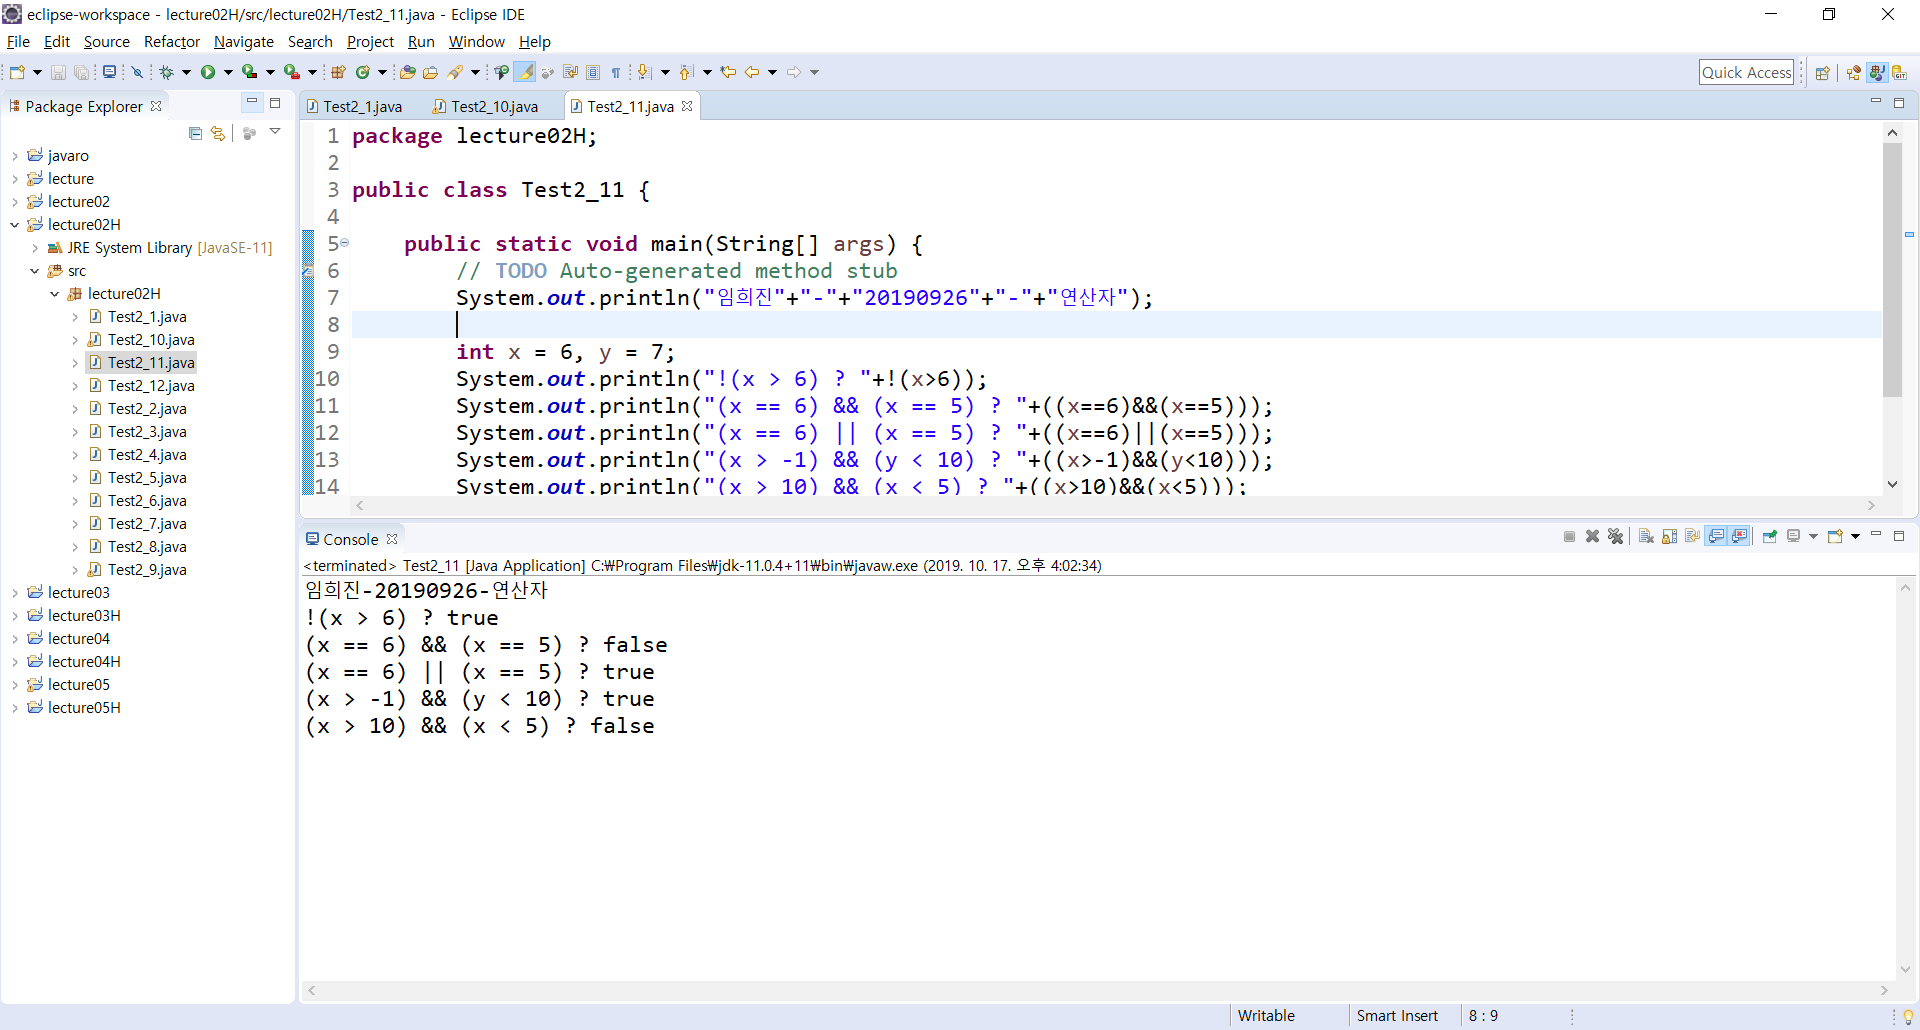 eclipse-workspace - lecture02H/src/lecture02H/Test2_11.java - Eclipse IDE
File Edit Source Refactor Navigate Search Project Run Window Help
Quick Access
Package Explorer
javaro
lecture
lecture02
lecture02H
JRE System Library [JavaSE-11]
src
lecture02H
Test2_1.java
Test2_10.java
Test2_11.java
Test2_12.java
Test2_2.java
Test2_3.java
Test2_4.java
Test2_5.java
Test2_6.java
Test2_7.java
Test2_8.java
Test2_9.java
lecture03
lecture03H
lecture04
lecture04H
lecture05
lecture05H
Test2_1.java Test2_10.java Test2_11.java
1 package lecture02H;
2
3 public class Test2_11 {
4
5 public static void main(String[] args) {
6 // TODO Auto-generated method stub
7 System.out.println("임희진"+"-"+"20190926"+"-"+"연산자");
8
9 int x = 6, y = 7;
10 System.out.println("!(x > 6) ? "+!(x>6));
11 System.out.println("(x == 6) && (x == 5) ? "+((x==6)&&(x==5)));
12 System.out.println("(x == 6) || (x == 5) ? "+((x==6)||(x==5)));
13 System.out.println("(x > -1) && (y < 10) ? "+((x>-1)&&(y<10)));
14 System.out.println("(x > 10) && (x < 5) ? "+((x>10)&&(x<5)));
Console
<terminated> Test2_11 [Java Application] C:₩Program Files₩jdk-11.0.4+11₩bin₩javaw.exe (2019. 10. 17. 오후 4:02:34)
임희진-20190926-연산자
!(x > 6) ? true
(x == 6) && (x == 5) ? false
(x == 6) || (x == 5) ? true
(x > -1) && (y < 10) ? true
(x > 10) && (x < 5) ? false
Writable Smart Insert 8 : 9